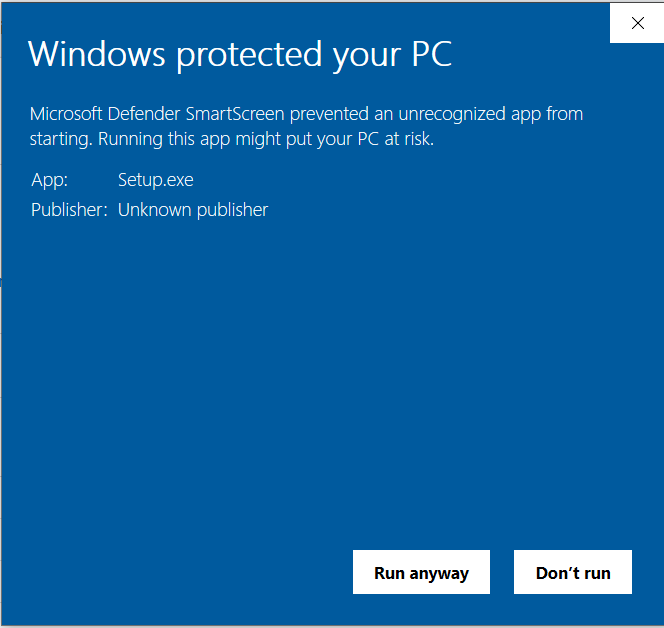 Windows protected your PC
Microsoft Defender SmartScreen prevented an unrecognized app from
starting. Running this app might put your PC at risk.
App: Setup.exe
Publisher: Unknown publisher
Run anyway Don’t run